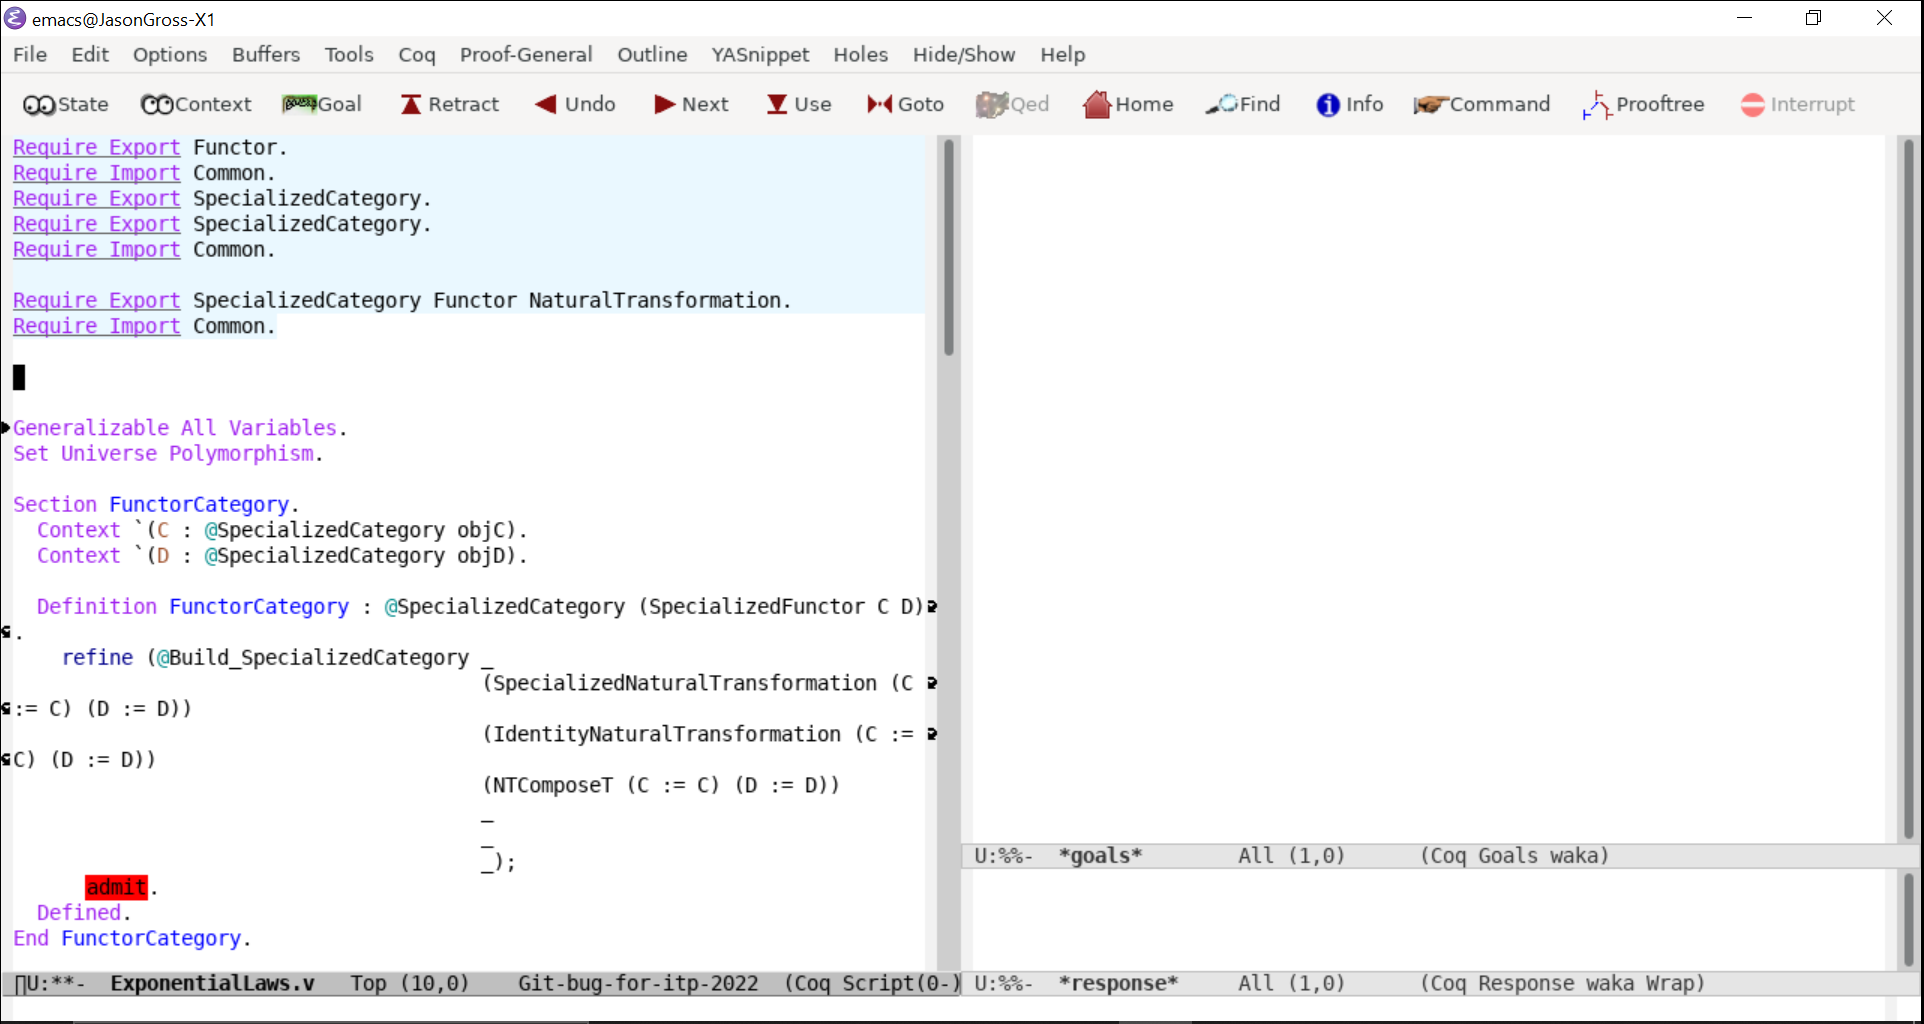 emacs@JasonGross-X1
File Edit Options Buffers Tools Coq Proof-General Outline YASnippet Holes Hide/Show Help
State Context Goal Retract Undo Next Use Goto Qed Home Find Info Command Prooftree Interrupt
Require Export Functor.
Require Import Common.
Require Export SpecializedCategory.
Require Export SpecializedCategory.
Require Import Common.
Require Export SpecializedCategory Functor NaturalTransformation.
Require Import Common.
Generalizable All Variables.
Set Universe Polymorphism.
Section FunctorCategory.
Context `(C : @SpecializedCategory objC).
Context `(D : @SpecializedCategory objD).
Definition FunctorCategory : @SpecializedCategory (SpecializedFunctor C D)
.
refine (@Build_SpecializedCategory _
(SpecializedNaturalTransformation (C
:= C) (D := D))
(IdentityNaturalTransformation (C :=
C) (D := D))
(NTComposeT (C := C) (D := D))
_
_
_);
admit.
Defined.
End FunctorCategory.
U:**- ExponentialLaws.v Top (10,0) Git-bug-for-itp-2022 (Coq Script(0-)
U:%%- *goals* All (1,0) (Coq Goals waka)
U:%%- *response* All (1,0) (Coq Response waka Wrap)